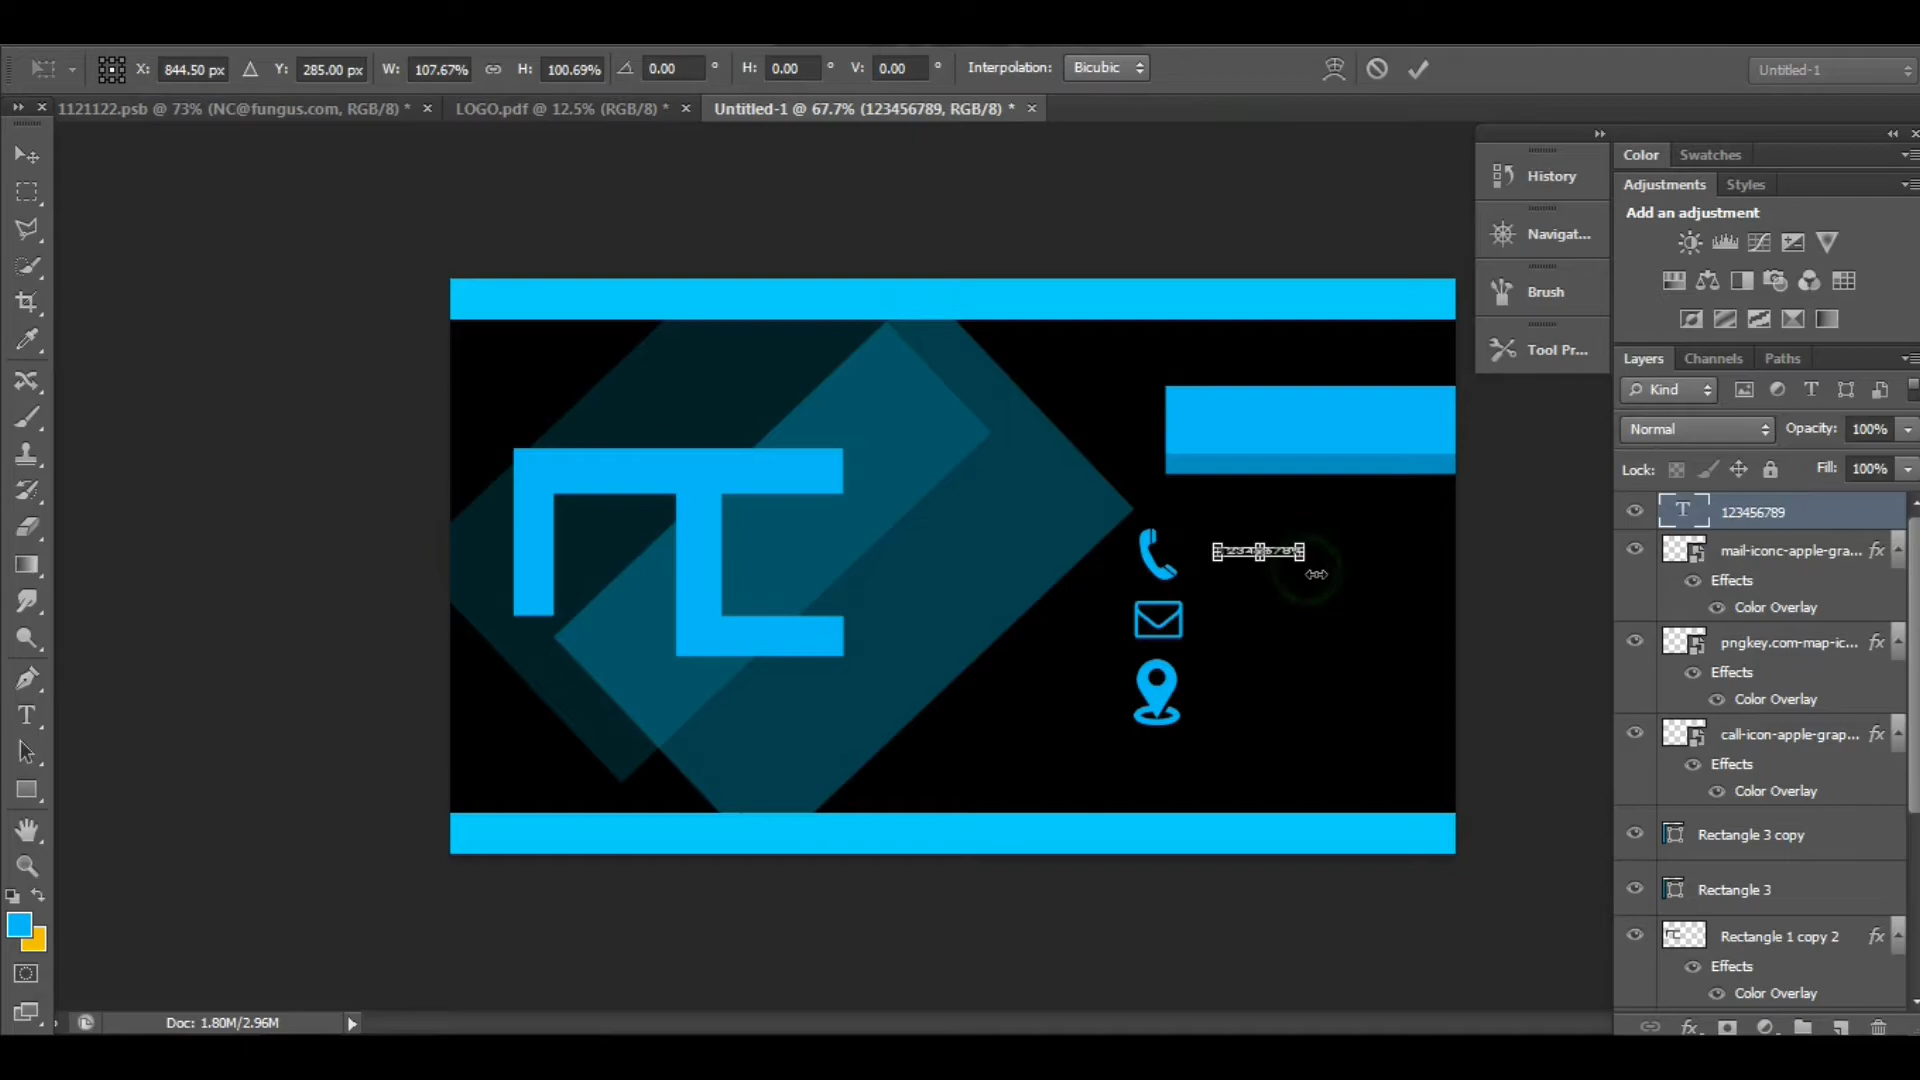 X: 844.50 px Y: 285.00 px W: 107.67% H: 100.69% 0.00 ° H: 0.00 ° V: 0.00 ° Interpolation: Bicubic Untitled-1
1121122.psb @ 73% (NC@fungus.com, RGB/8) * × LOGO.pdf @ 12.5% (RGB/8) * × Untitled-1 @ 67.7% (123456789, RGB/8) * ×
History
Navigat...
Brush
Tool Pr...
Color Swatches
Adjustments Styles
Add an adjustment
Layers Channels Paths
Kind
Normal Opacity: 100%
Lock: Fill: 100%
T 123456789
mail-iconc-apple-gra... fx
Effects
Color Overlay
pngkey.com-map-ic... fx
Effects
Color Overlay
call-icon-apple-grap... fx
Effects
Color Overlay
Rectangle 3 copy
Rectangle 3
Rectangle 1 copy 2 fx
Effects
Color Overlay
123456789
Doc: 1.80M/2.96M